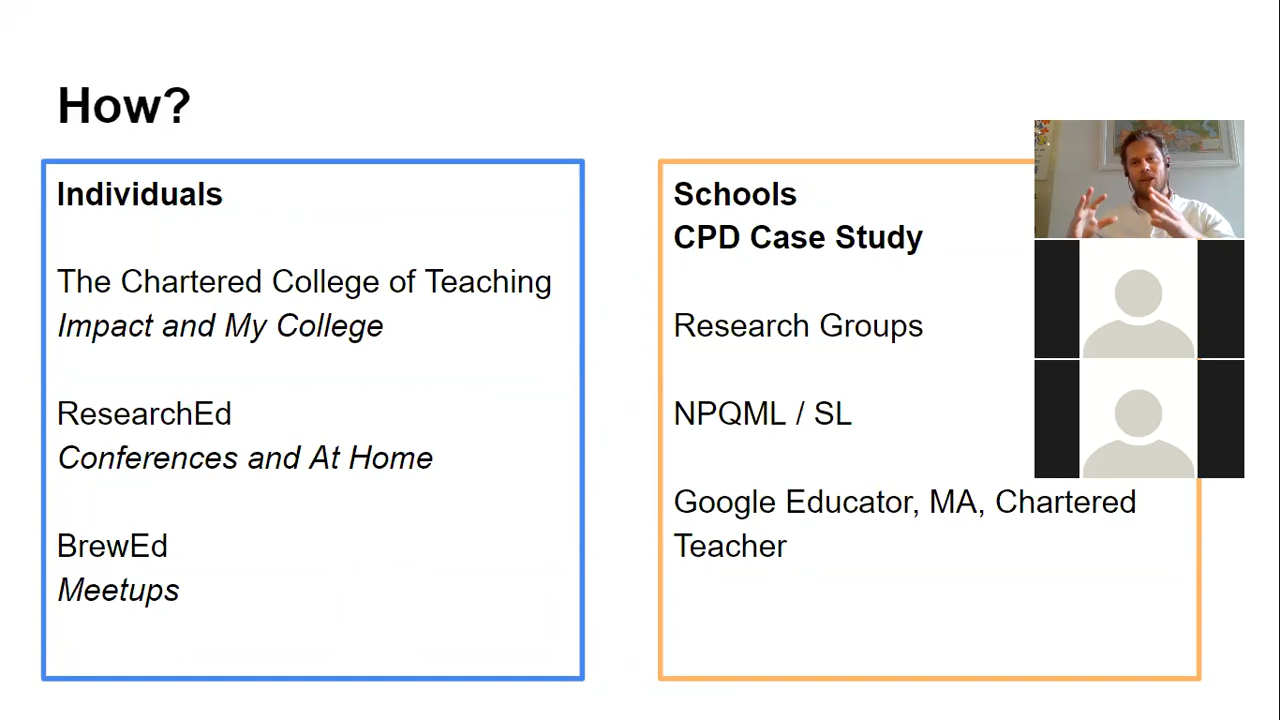 How?
Individuals
The Chartered College of Teaching
Impact and My College
ResearchEd
Conferences and At Home
BrewEd
Meetups
Schools
CPD Case Study
Research Groups
NPQML / SL
Google Educator, MA, Chartered
Teacher